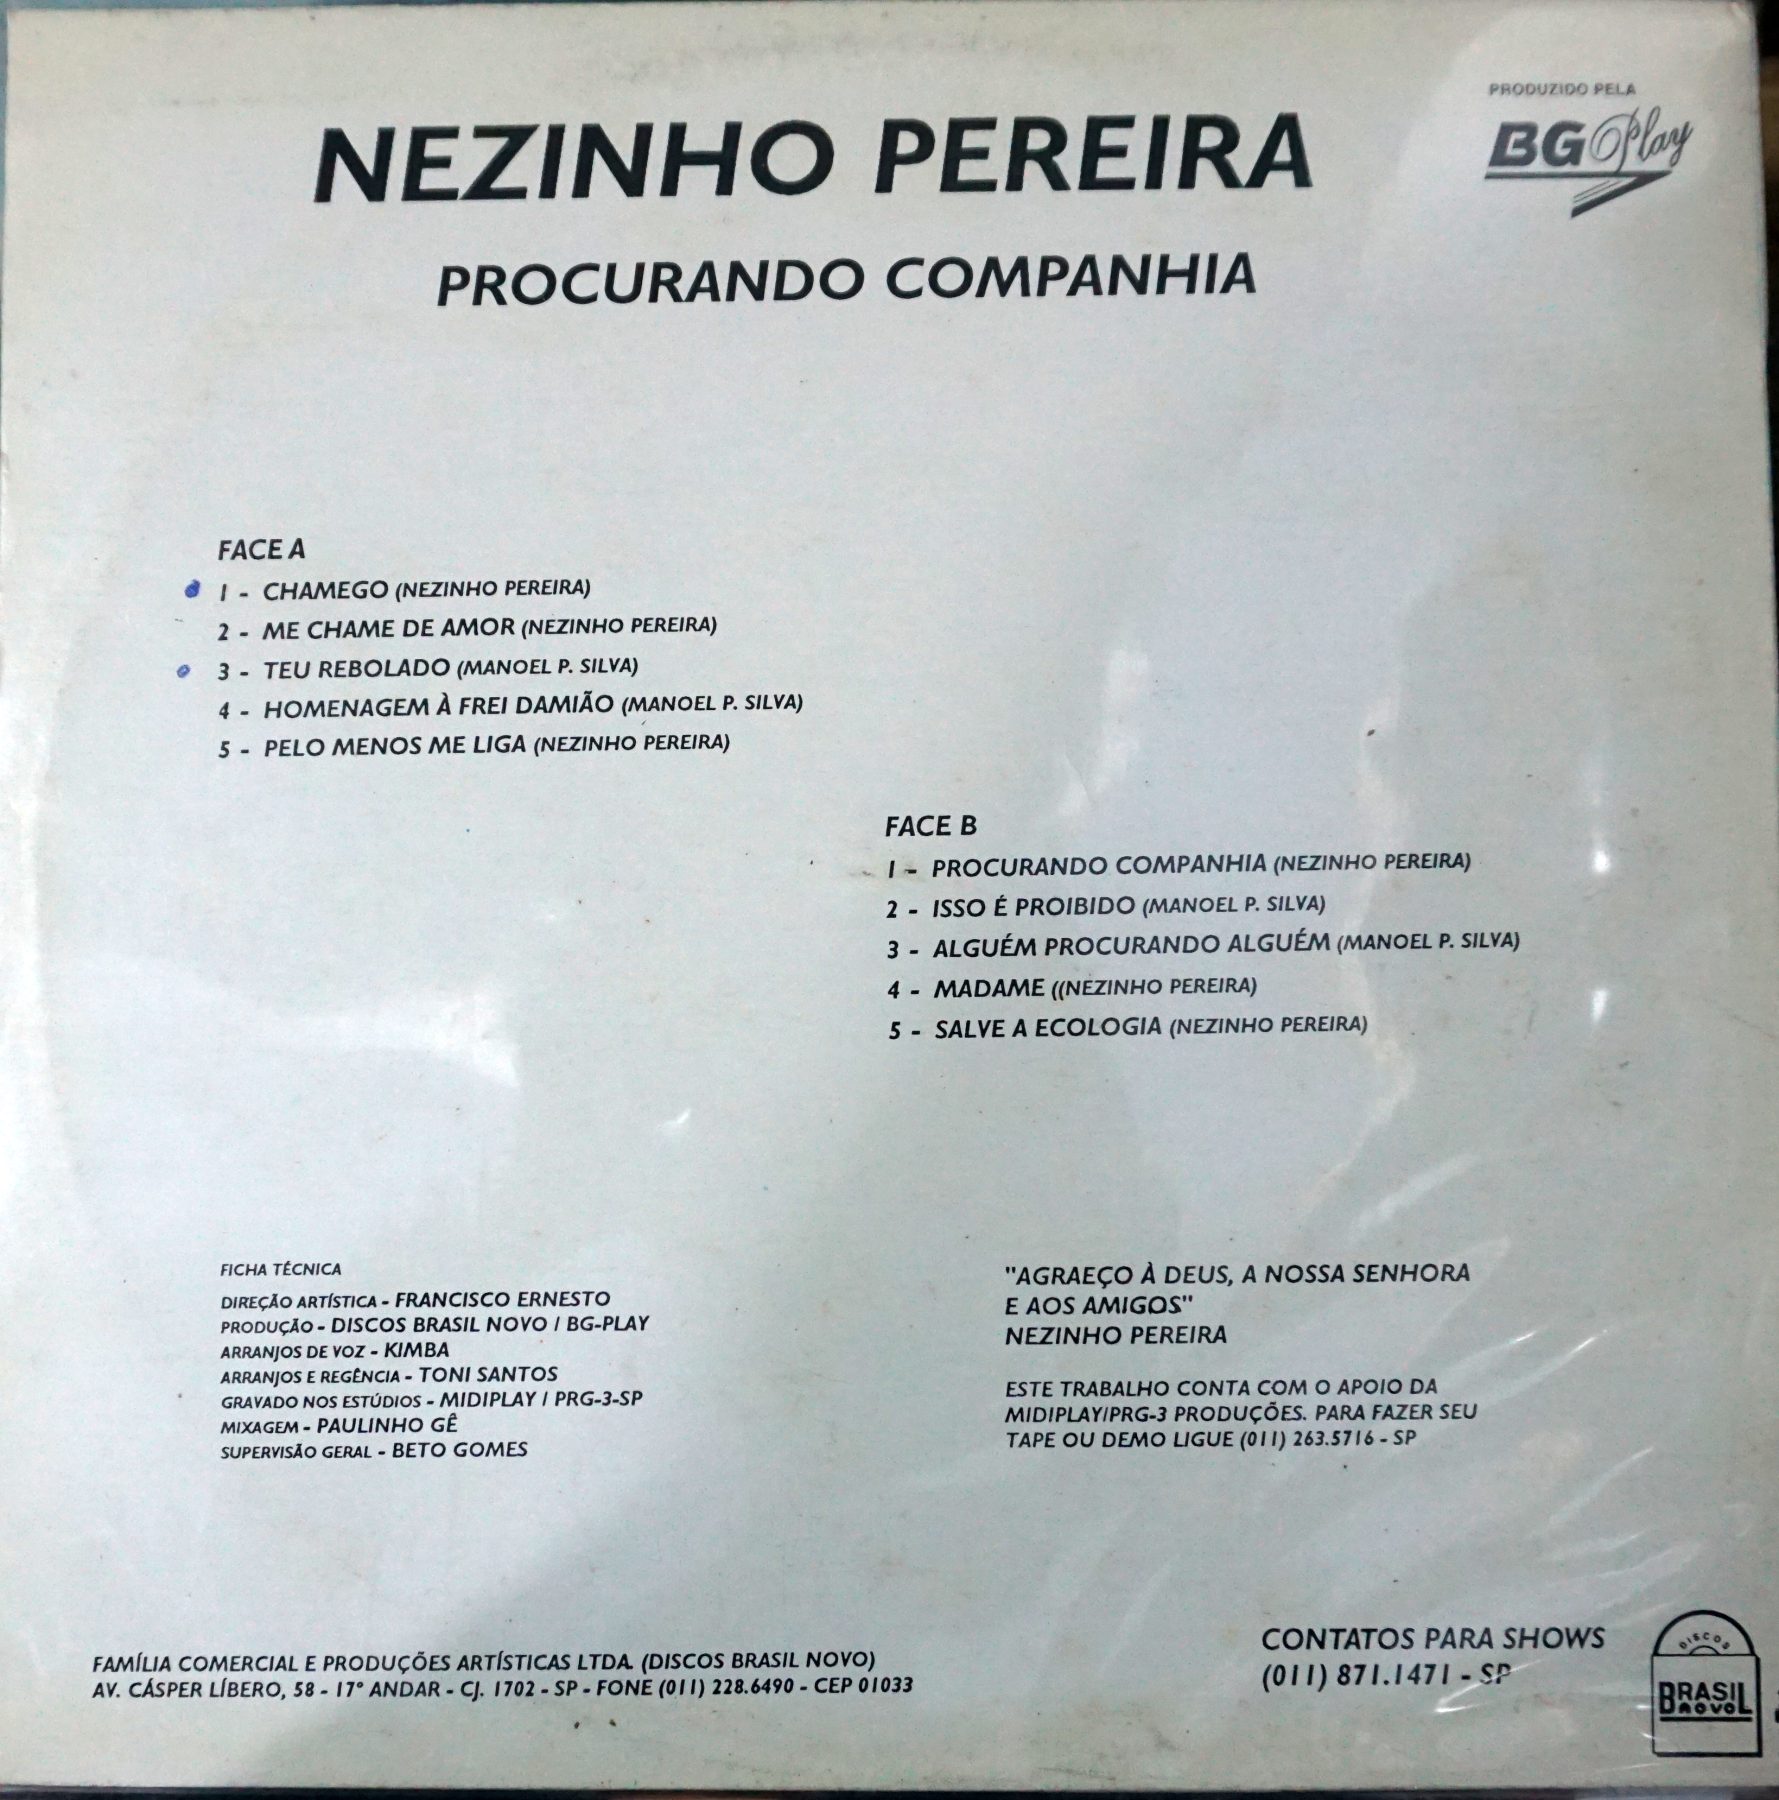 PRODUZIDO PELA
BG Play
NEZINHO PEREIRA
PROCURANDO COMPANHIA
FACE A
1 - CHAMEGO (NEZINHO PEREIRA)
2 - ME CHAME DE AMOR (NEZINHO PEREIRA)
3 - TEU REBOLADO (MANOEL P. SILVA)
4 - HOMENAGEM À FREI DAMIÃO (MANOEL P. SILVA)
5 - PELO MENOS ME LIGA (NEZINHO PEREIRA)
FACE B
1 - PROCURANDO COMPANHIA (NEZINHO PEREIRA)
2 - ISSO É PROIBIDO (MANOEL P. SILVA)
3 - ALGUÉM PROCURANDO ALGUÉM (MANOEL P. SILVA)
4 - MADAME ((NEZINHO PEREIRA)
5 - SALVE A ECOLOGIA (NEZINHO PEREIRA)
FICHA TÉCNICA
DIREÇÃO ARTÍSTICA - FRANCISCO ERNESTO
PRODUÇÃO - DISCOS BRASIL NOVO / BG-PLAY
ARRANJOS DE VOZ - KIMBA
ARRANJOS E REGÊNCIA - TONI SANTOS
GRAVADO NOS ESTÚDIOS - MIDIPLAY / PRG-3-SP
MIXAGEM - PAULINHO GÊ
SUPERVISÃO GERAL - BETO GOMES
"AGRAEÇO À DEUS, A NOSSA SENHORA
E AOS AMIGOS"
NEZINHO PEREIRA
ESTE TRABALHO CONTA COM O APOIO DA
MIDIPLAY/PRG-3 PRODUÇÕES. PARA FAZER SEU
TAPE OU DEMO LIGUE (011) 263.5716 - SP
FAMÍLIA COMERCIAL E PRODUÇÕES ARTÍSTICAS LTDA. (DISCOS BRASIL NOVO)
AV. CÁSPER LÍBERO, 58 - 17º ANDAR - CJ. 1702 - SP - FONE (011) 228.6490 - CEP 01033
CONTATOS PARA SHOWS
(011) 871.1471 - SP
DISCOS
BRASIL
NOVO